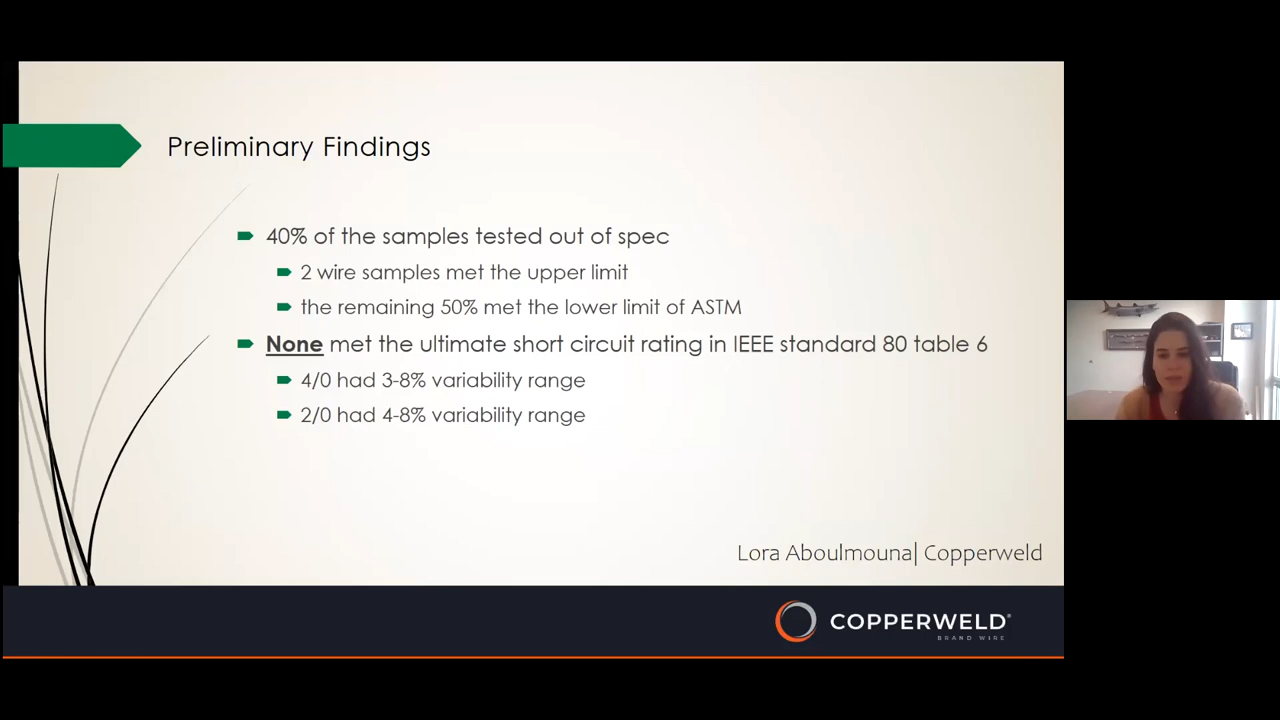 Preliminary Findings
40% of the samples tested out of spec
2 wire samples met the upper limit
the remaining 50% met the lower limit of ASTM
None met the ultimate short circuit rating in IEEE standard 80 table 6
4/0 had 3-8% variability range
2/0 had 4-8% variability range
Lora Aboulmouna| Copperweld
COPPERWELD®
BRAND WIRE